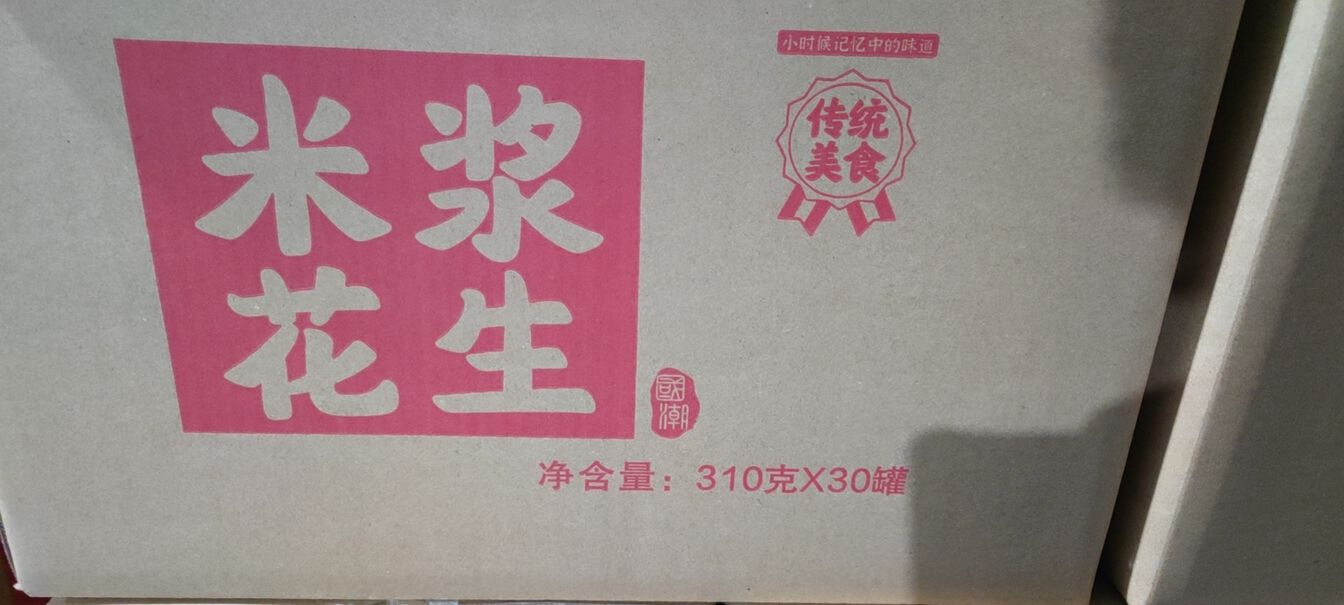 小时候记忆中的味道
传统
美食
米浆
花生
國潮
净含量：310克X30罐